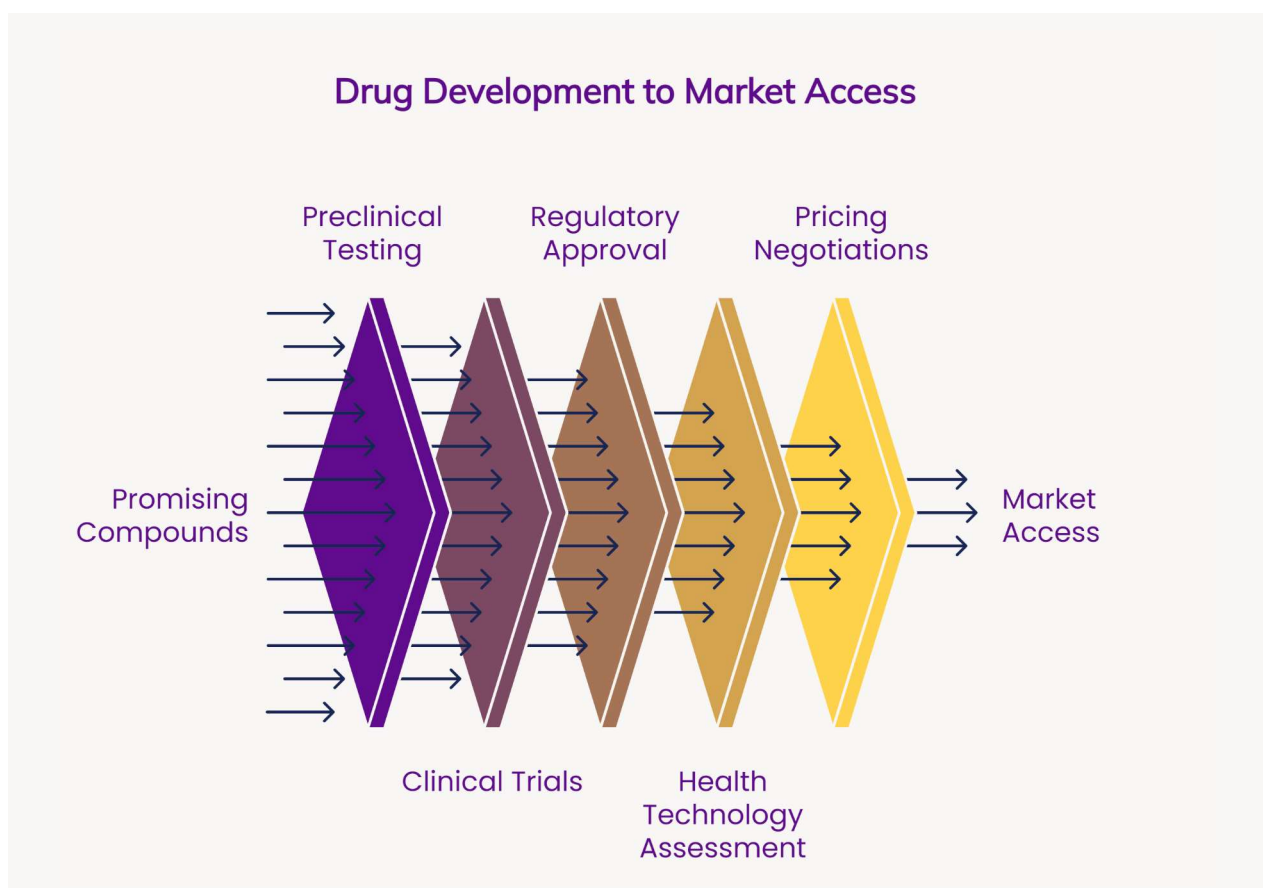 Drug Development to Market Access
Preclinical
Testing
Regulatory
Approval
Pricing
Negotiations
Promising
Compounds
Market
Access
Clinical Trials
Health
Technology
Assessment